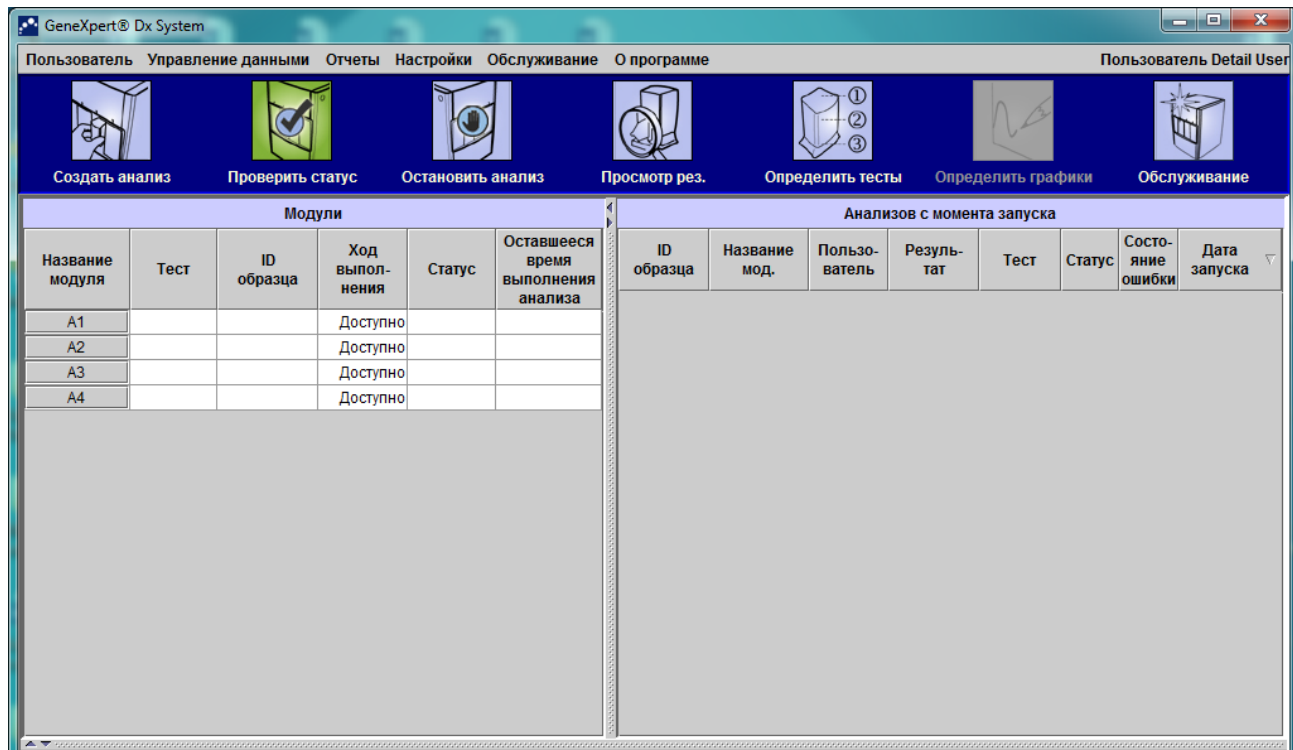 GeneXpert® Dx System
Пользователь Управление данными Отчеты Настройки Обслуживание О программе Пользователь Detail User
①
②
③
Создать анализ Проверить статус Остановить анализ Просмотр рез. Определить тесты Определить графики Обслуживание
Модули
Название модуля
Тест
ID образца
Ход выпол-
нения
Статус
Оставшееся
время
выполнения
анализа
A1 Доступно
A2 Доступно
A3 Доступно
A4 Доступно
Анализов с момента запуска
ID
образца
Название
мод.
Пользо-
ватель
Резуль-
тат
Тест
Статус
Состо-
яние
ошибки
Дата
запуска